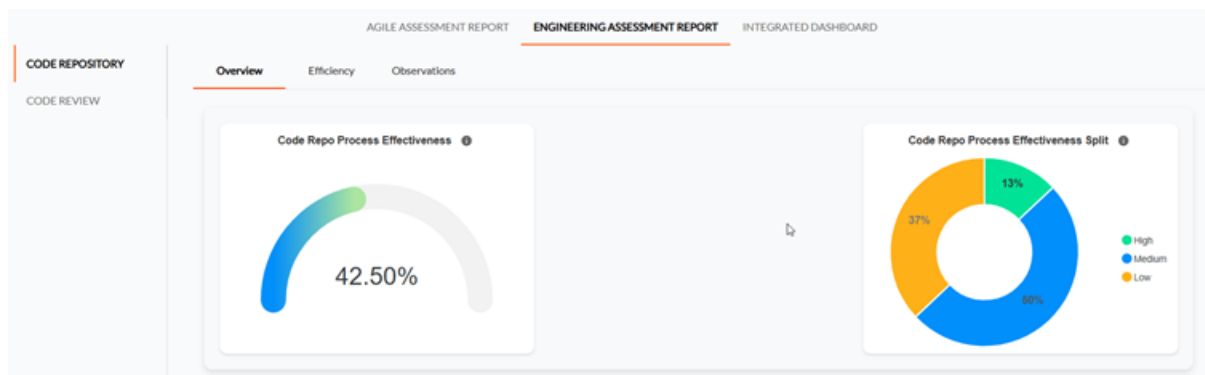 AGILE ASSESSMENT REPORT ENGINEERING ASSESSMENT REPORT INTEGRATED DASHBOARD
CODE REPOSITORY
CODE REVIEW
Overview Efficiency Observations
Code Repo Process Effectiveness
42.50%
Code Repo Process Effectiveness Split
13%
37%
50%
High
Medium
Low